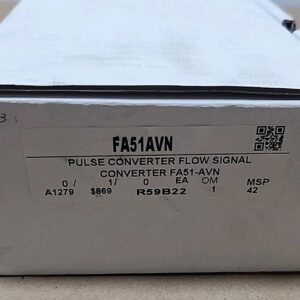 FA51AVN
PULSE CONVERTER FLOW SIGNAL
CONVERTER FA51-AVN
0/ 1/ 0 EA OM MSP
A1279 $869 R59B22 1 42